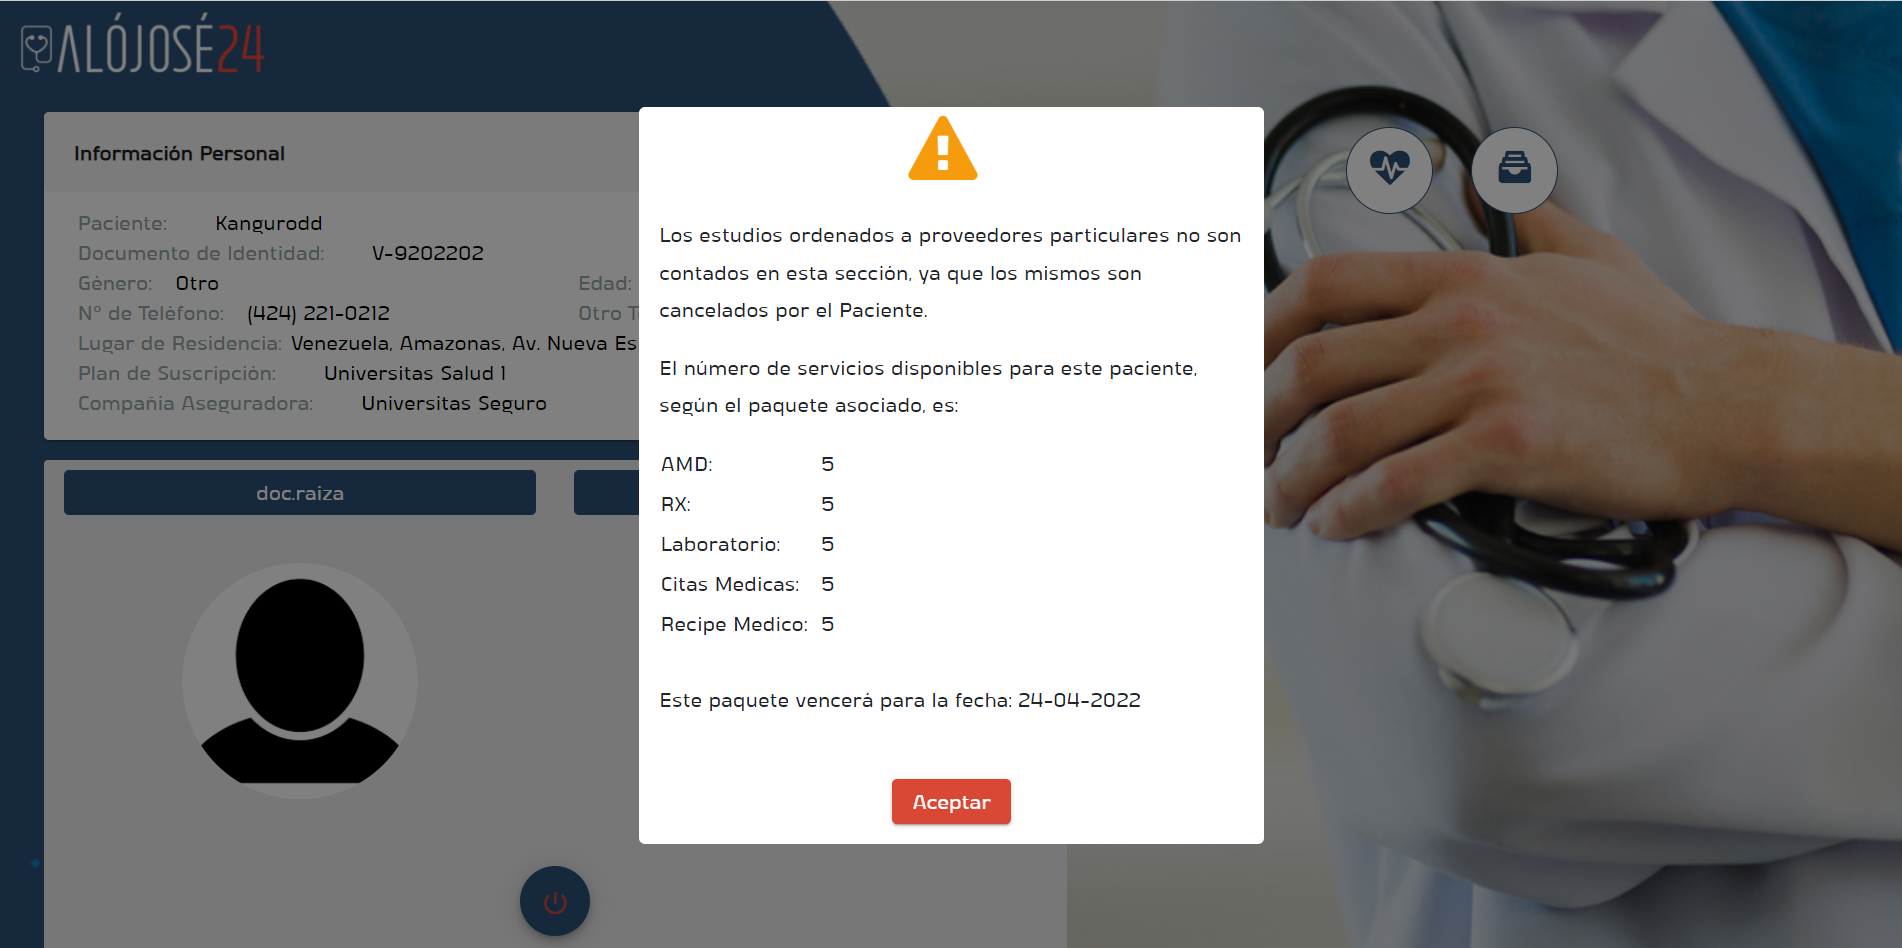 ALÓJOSÉ24
Información Personal
Paciente: Kangurodd
Documento de Identidad: V-9202202
Género: Otro Edad:
N° de Teléfono: (424) 221-0212 Otro
Lugar de Residencia: Venezuela, Amazonas, Av. Nueva
Plan de Suscripción: Universitas Salud 1
Compañia Aseguradora: Universitas Seguro
doc.raiza
Los estudios ordenados a proveedores particulares no son
contados en esta sección, ya que los mismos son
cancelados por el Paciente.
El número de servicios disponibles para este paciente,
según el paquete asociado, es:
AMD: 5
RX: 5
Laboratorio: 5
Citas Medicas: 5
Recipe Medico: 5
Este paquete vencerá para la fecha: 24-04-2022
Aceptar